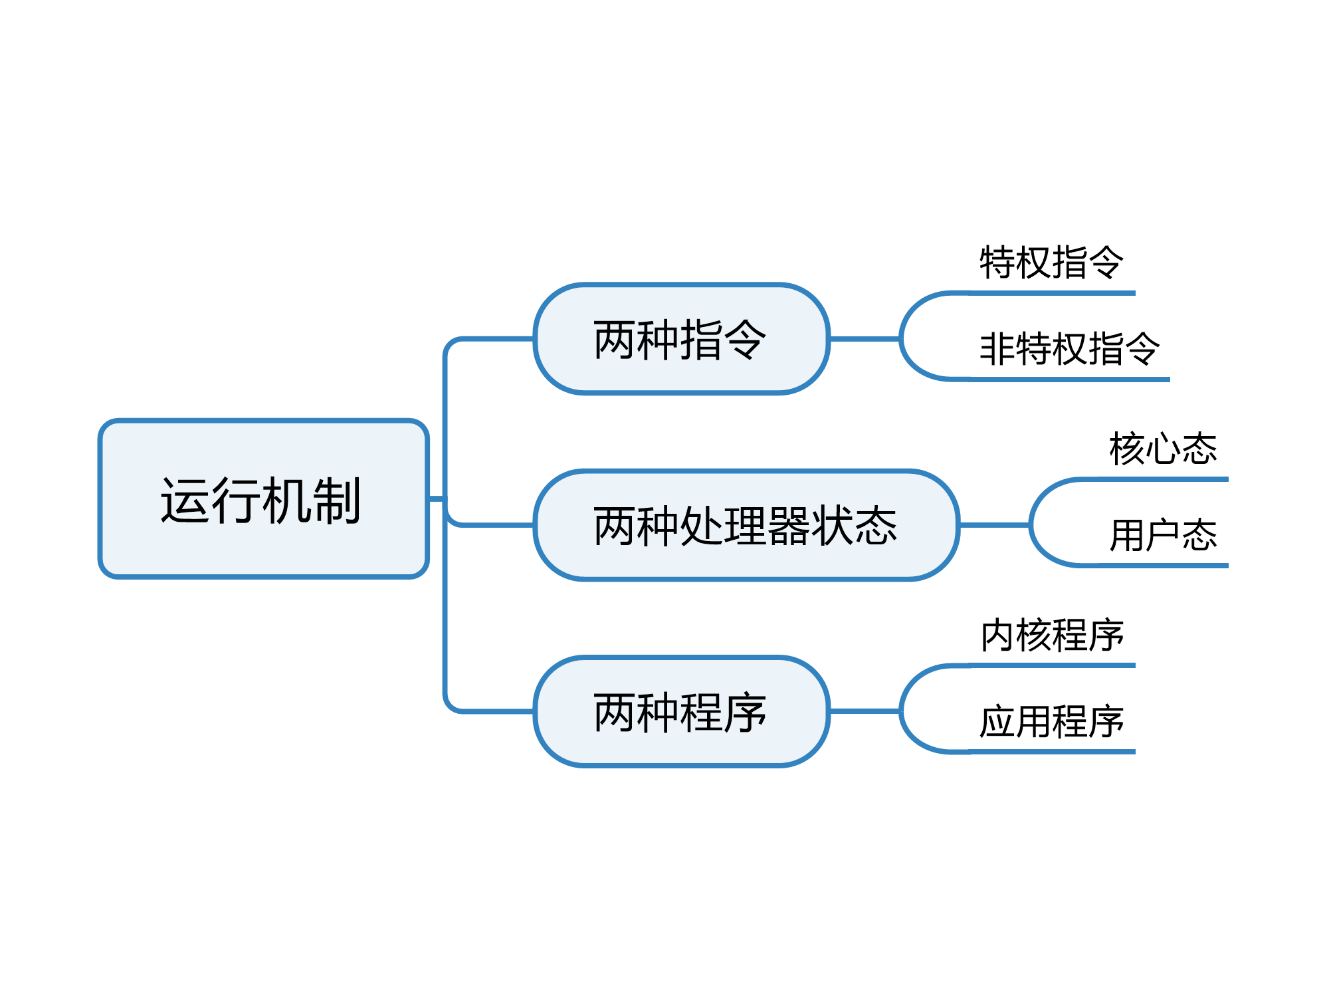 运行机制
两种指令
特权指令
非特权指令
两种处理器状态
核心态
用户态
两种程序
内核程序
应用程序